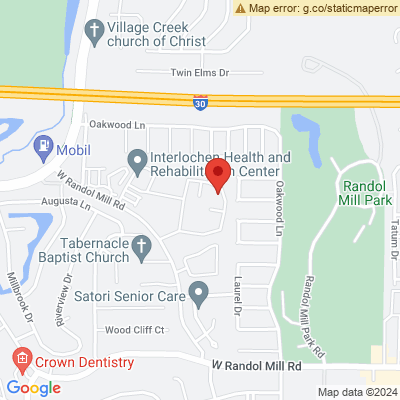 Map error: g.co/staticmaperror
Village Creek
church of Christ
Twin Elms Dr
30
Oakwood Ln
Mobil
Interlochen Health and
Rehabilitation Center
W Randol Mill Rd
Augusta Ln
Oakwood Ln
Randol
Mill Park
Tatum Dr
Tabernacle
Baptist Church
Millbrook Dr
Riverview Dr
Laurel Dr
Randol Mill Park Rd
Satori Senior Care
Wood Cliff Ct
Crown Dentistry
W Randol Mill Rd
Google
Map data ©2024